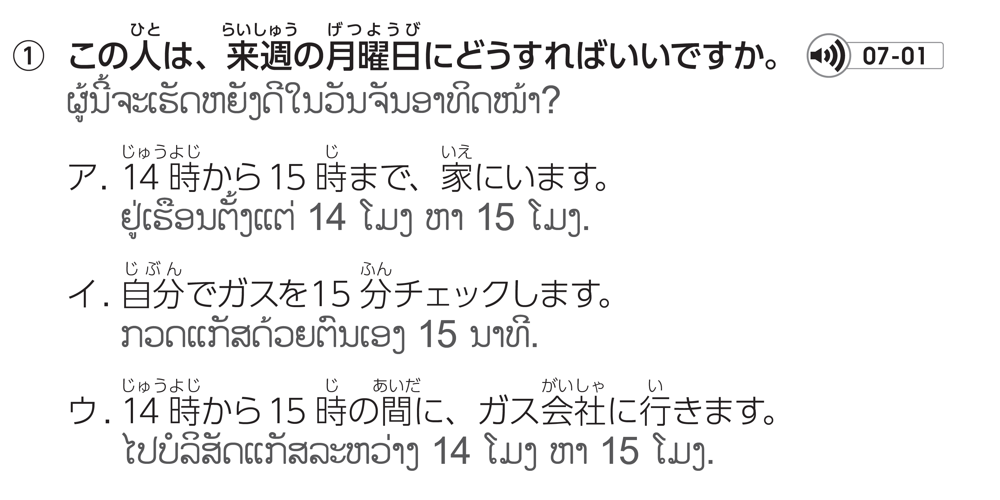 ひと らいしゅう げつようび
① この人は、来週の月曜日にどうすればいいですか。 07-01
ຜູ້ນີ້ຈະເຮັດຫຍັງດີໃນວັນຈັນອາທິດໜ້າ?
じゅうよじ じ いえ
ア. 14 時から 15 時まで、家にいます。
ຢູ່ເຮືອນຕັ້ງແຕ່ 14 ໂມງ ຫາ 15 ໂມງ.
じぶん ふん
イ. 自分でガスを 15 分チェックします。
ກວດແກັສດ້ວຍຕົນເອງ 15 ນາທີ.
じゅうよじ じ あいだ がいしゃ い
ウ. 14 時から 15 時の間に、ガス会社に行きます。
ໄປບໍລິສັດແກັສລະຫວ່າງ 14 ໂມງ ຫາ 15 ໂມງ.